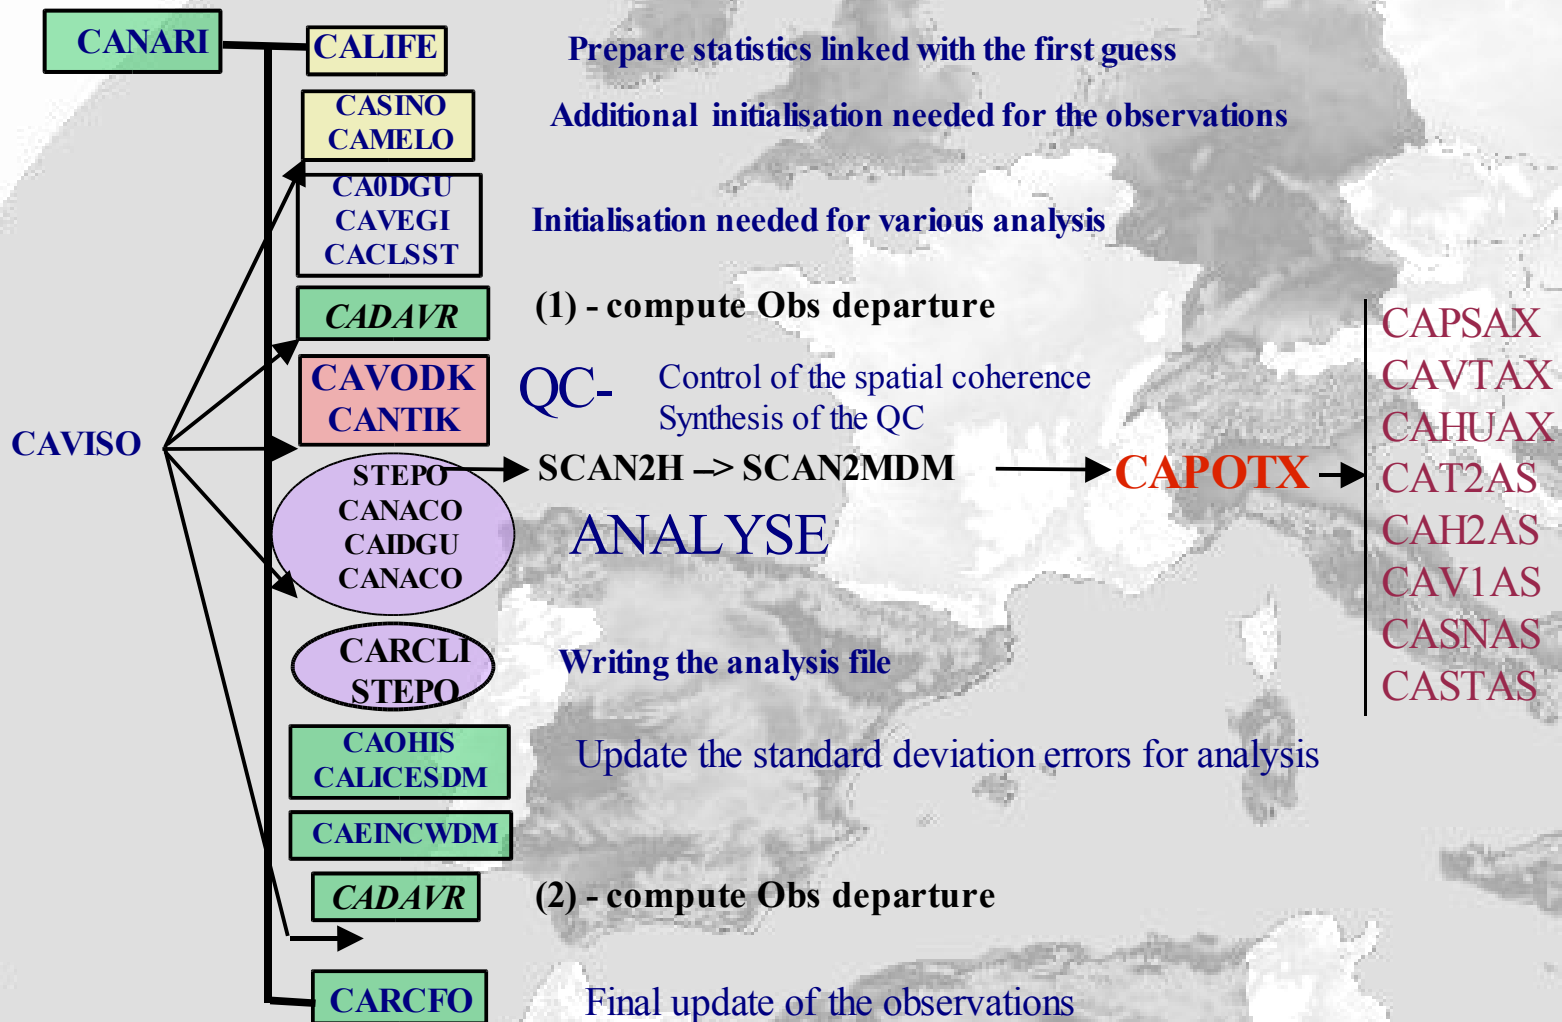 CANARI
CALIFE
Prepare statistics linked with the first guess
CASINO
CAMELO
Additional initialisation needed for the observations
CA0DGU
CAVEGI
CACLSST
Initialisation needed for various analysis
CADAVR
(1) - compute Obs departure
CAVODK
CANTIK
QC-
Control of the spatial coherence
Synthesis of the QC
CAVISO
STEPO
CANACO
CAIDGU
CANACO
SCAN2H --> SCAN2MDM
CAPOTX
ANALYSE
CAPSAX
CAVTAX
CAHUAX
CAT2AS
CAH2AS
CAV1AS
CASNAS
CASTAS
CARCLI
STEPO
Writing the analysis file
CAOHIS
CALICESDM
Update the standard deviation errors for analysis
CAEINCWDM
CADAVR
(2) - compute Obs departure
CARCFO
Final update of the observations